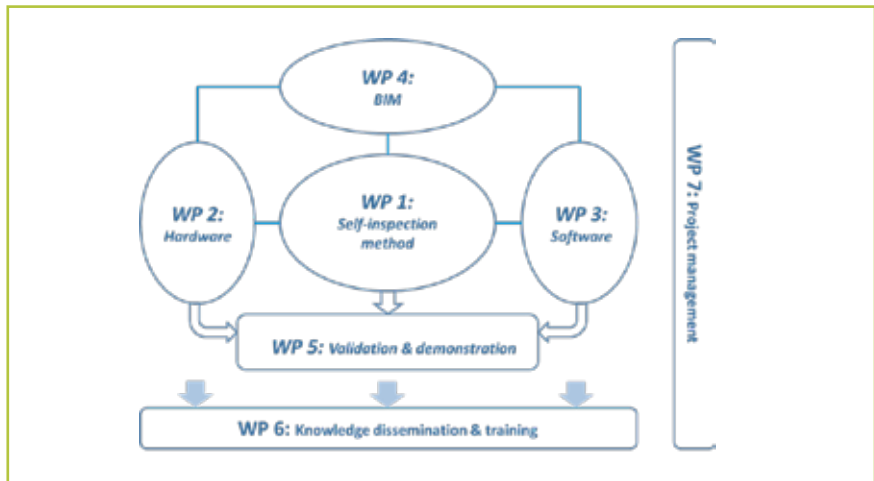 WP 4:
BIM
WP 2:
Hardware
WP 1:
Self-inspection
method
WP 3:
Software
WP 5: Validation & demonstration
WP 6: Knowledge dissemination & training
WP 7: Project management